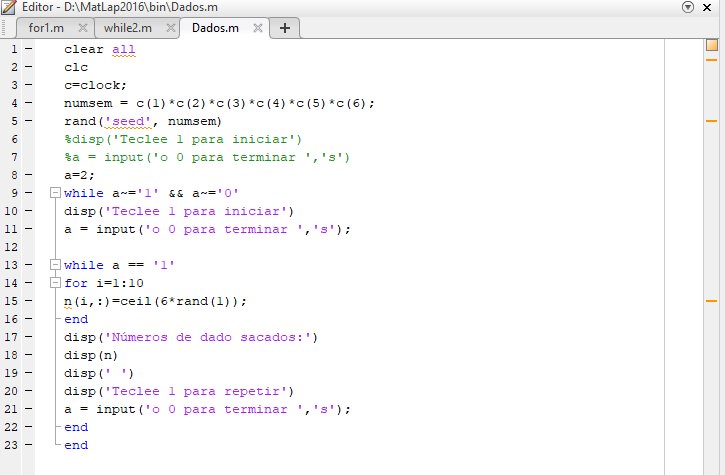 Editor - D:\MatLap2016\bin\Dados.m
for1.m while2.m Dados.m
1 clear all
2 clc
3 c=clock;
4 numsem = c(1)*c(2)*c(3)*c(4)*c(5)*c(6);
5 rand('seed', numsem)
6 %disp('Teclee 1 para iniciar')
7 %a = input('o 0 para terminar ','s')
8 a=2;
9 while a~='1' && a~='0'
10 disp('Teclee 1 para iniciar')
11 a = input('o 0 para terminar ','s');
12
13 while a == '1'
14 for i=1:10
15 n(i,:)=ceil(6*rand(1));
16 end
17 disp('Números de dado sacados:')
18 disp(n)
19 disp(' ')
20 disp('Teclee 1 para repetir')
21 a = input('o 0 para terminar ','s');
22 end
23 end